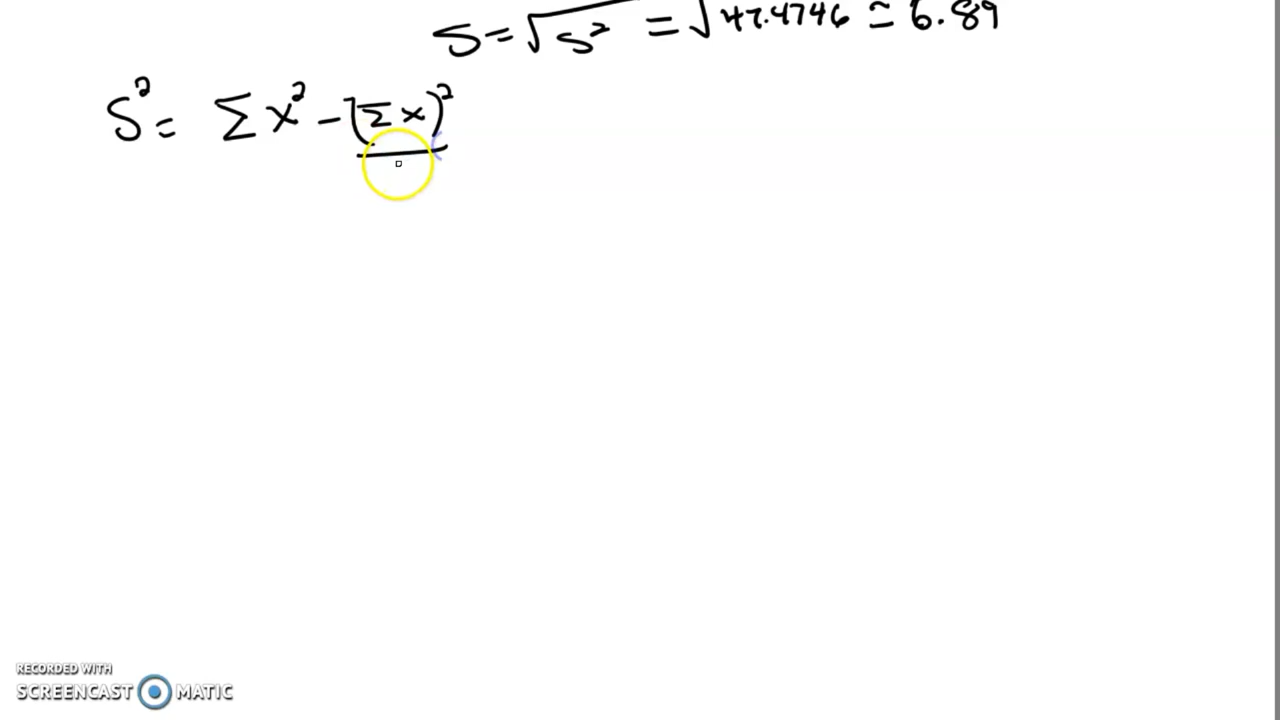 S = √S² = √47.4746 ≃ 6.89
S² = Σx² - (Σx)²
RECORDED WITH
SCREENCAST MATIC